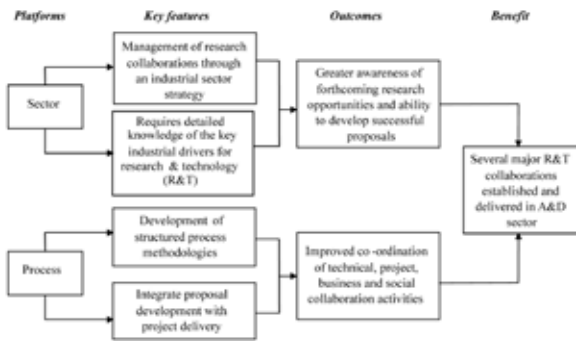 Platforms Key features Outcomes Benefit
Sector
Management of research
collaborations through
an industrial sector
strategy
Requires detailed
knowledge of the key
industrial drivers for
research & technology
(R&T)
Greater awareness of
forthcoming research
opportunities and ability
to develop successful
proposals
Several major R&T
collaborations
established and
delivered in A&D
sector
Process
Development of
structured process
methodologies
Integrate proposal
development with
project delivery
Improved co -ordination
of technical, project,
business and social
collaboration activities